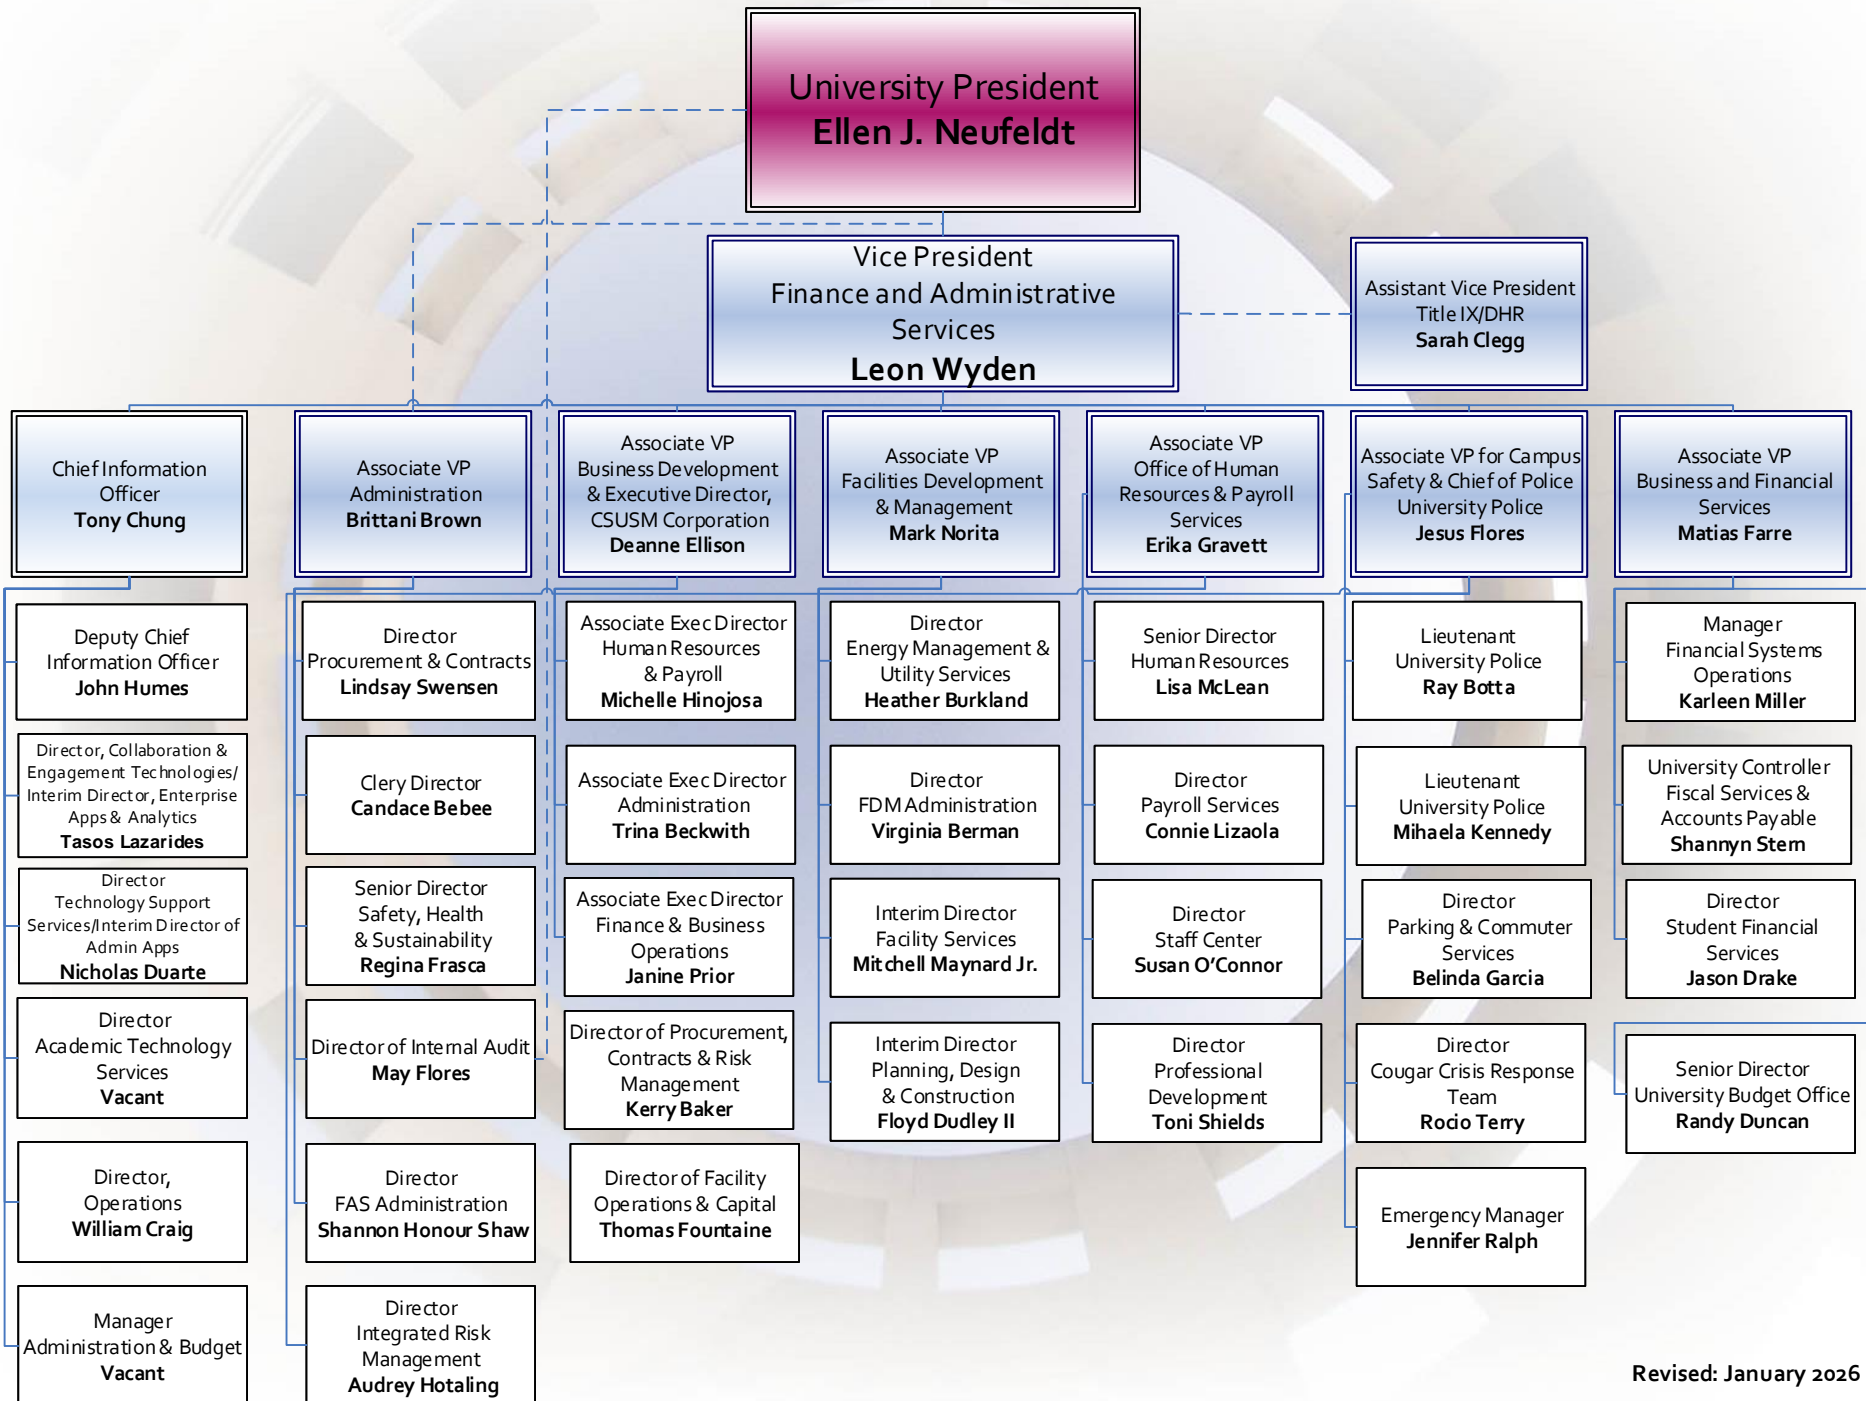 University President
Ellen J. Neufeldt
Vice President
Finance and Administrative
Services
Leon Wyden
Assistant Vice President
Title IX/DHR
Sarah Clegg
Chief Information
Officer
Tony Chung
Associate VP
Administration
Brittani Brown
Associate VP
Business Development
& Executive Director,
CSUSM Corporation
Deanne Ellison
Associate VP
Facilities Development
& Management
Mark Norita
Associate VP
Office of Human
Resources & Payroll
Services
Erika Gravett
Associate VP for Campus
Safety & Chief of Police
University Police
Jesus Flores
Associate VP
Business and Financial
Services
Matias Farre
Deputy Chief
Information Officer
John Humes
Director, Collaboration &
Engagement Technologies/
Interim Director, Enterprise
Apps & Analytics
Tasos Lazarides
Director
Technology Support
Services/Interim Director of
Admin Apps
Nicholas Duarte
Director
Academic Technology
Services
Vacant
Director,
Operations
William Craig
Manager
Administration & Budget
Vacant
Director
Procurement & Contracts
Lindsay Swensen
Clery Director
Candace Bebee
Senior Director
Safety, Health
& Sustainability
Regina Frasca
Director of Internal Audit
May Flores
Director
FAS Administration
Shannon Honour Shaw
Director
Integrated Risk
Management
Audrey Hotaling
Associate Exec Director
Human Resources
& Payroll
Michelle Hinojosa
Associate Exec Director
Administration
Trina Beckwith
Associate Exec Director
Finance & Business
Operations
Janine Prior
Director of Procurement,
Contracts & Risk
Management
Kerry Baker
Director of Facility
Operations & Capital
Thomas Fountaine
Director
Energy Management &
Utility Services
Heather Burkland
Director
FDM Administration
Virginia Berman
Interim Director
Facility Services
Mitchell Maynard Jr.
Interim Director
Planning, Design
& Construction
Floyd Dudley II
Senior Director
Human Resources
Lisa McLean
Director
Payroll Services
Connie Lizaola
Director
Staff Center
Susan O’Connor
Director
Professional
Development
Toni Shields
Lieutenant
University Police
Ray Botta
Lieutenant
University Police
Mihaela Kennedy
Director
Parking & Commuter
Services
Belinda Garcia
Director
Cougar Crisis Response
Team
Rocio Terry
Emergency Manager
Jennifer Ralph
Manager
Financial Systems
Operations
Karleen Miller
University Controller
Fiscal Services &
Accounts Payable
Shannyn Stern
Director
Student Financial
Services
Jason Drake
Senior Director
University Budget Office
Randy Duncan
Revised: January 2026